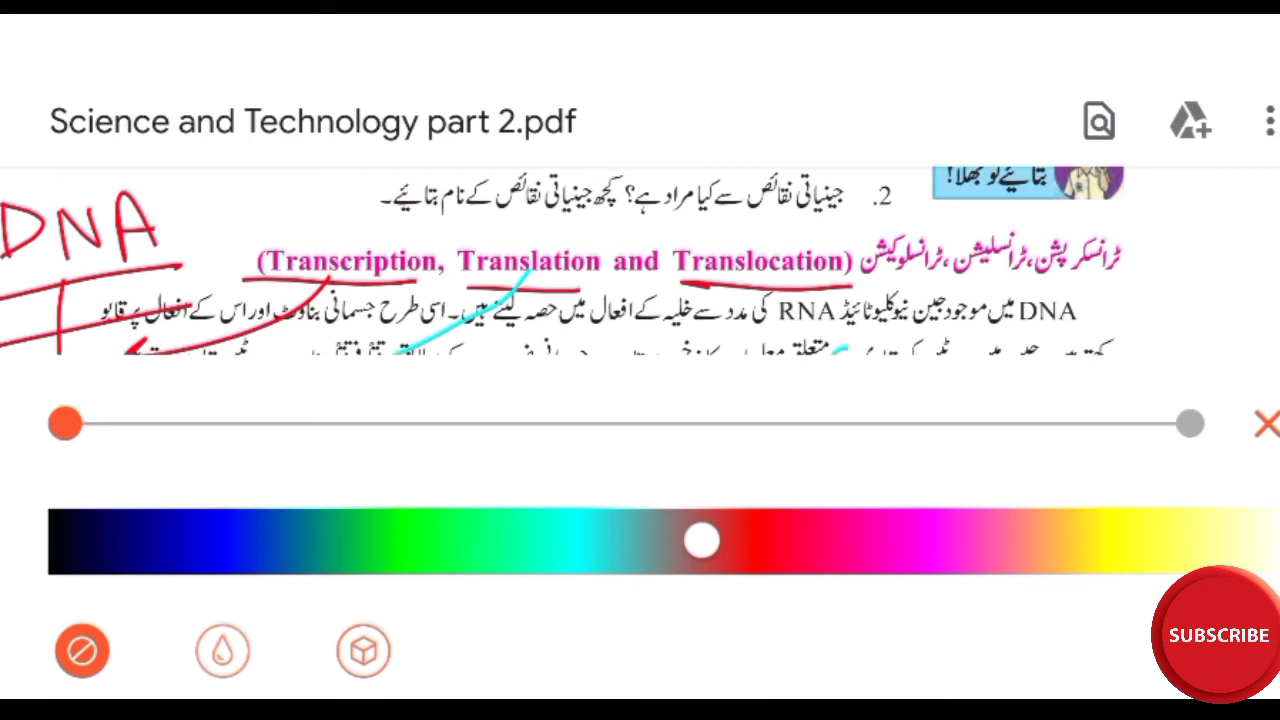 Science and Technology part 2.pdf
بتایئے تو بھلا!
2. جینیاتی نقائص سے کیا مراد ہے؟ کچھ جینیاتی نقائص کے نام بتائیے۔
DNA
ٹرانسکرپشن، ٹرانسلیشن، ٹرانسلوکیشن (Transcription, Translation and Translocation)
DNA میں موجود جین نیوکلیوٹائیڈ RNA کی مدد سے خلیہ کے افعال میں حصہ لیتے ہیں۔ اسی طرح جسمانی بناوٹ اور اس کے افعال پر قابو
متعلق
SUBSCRIBE